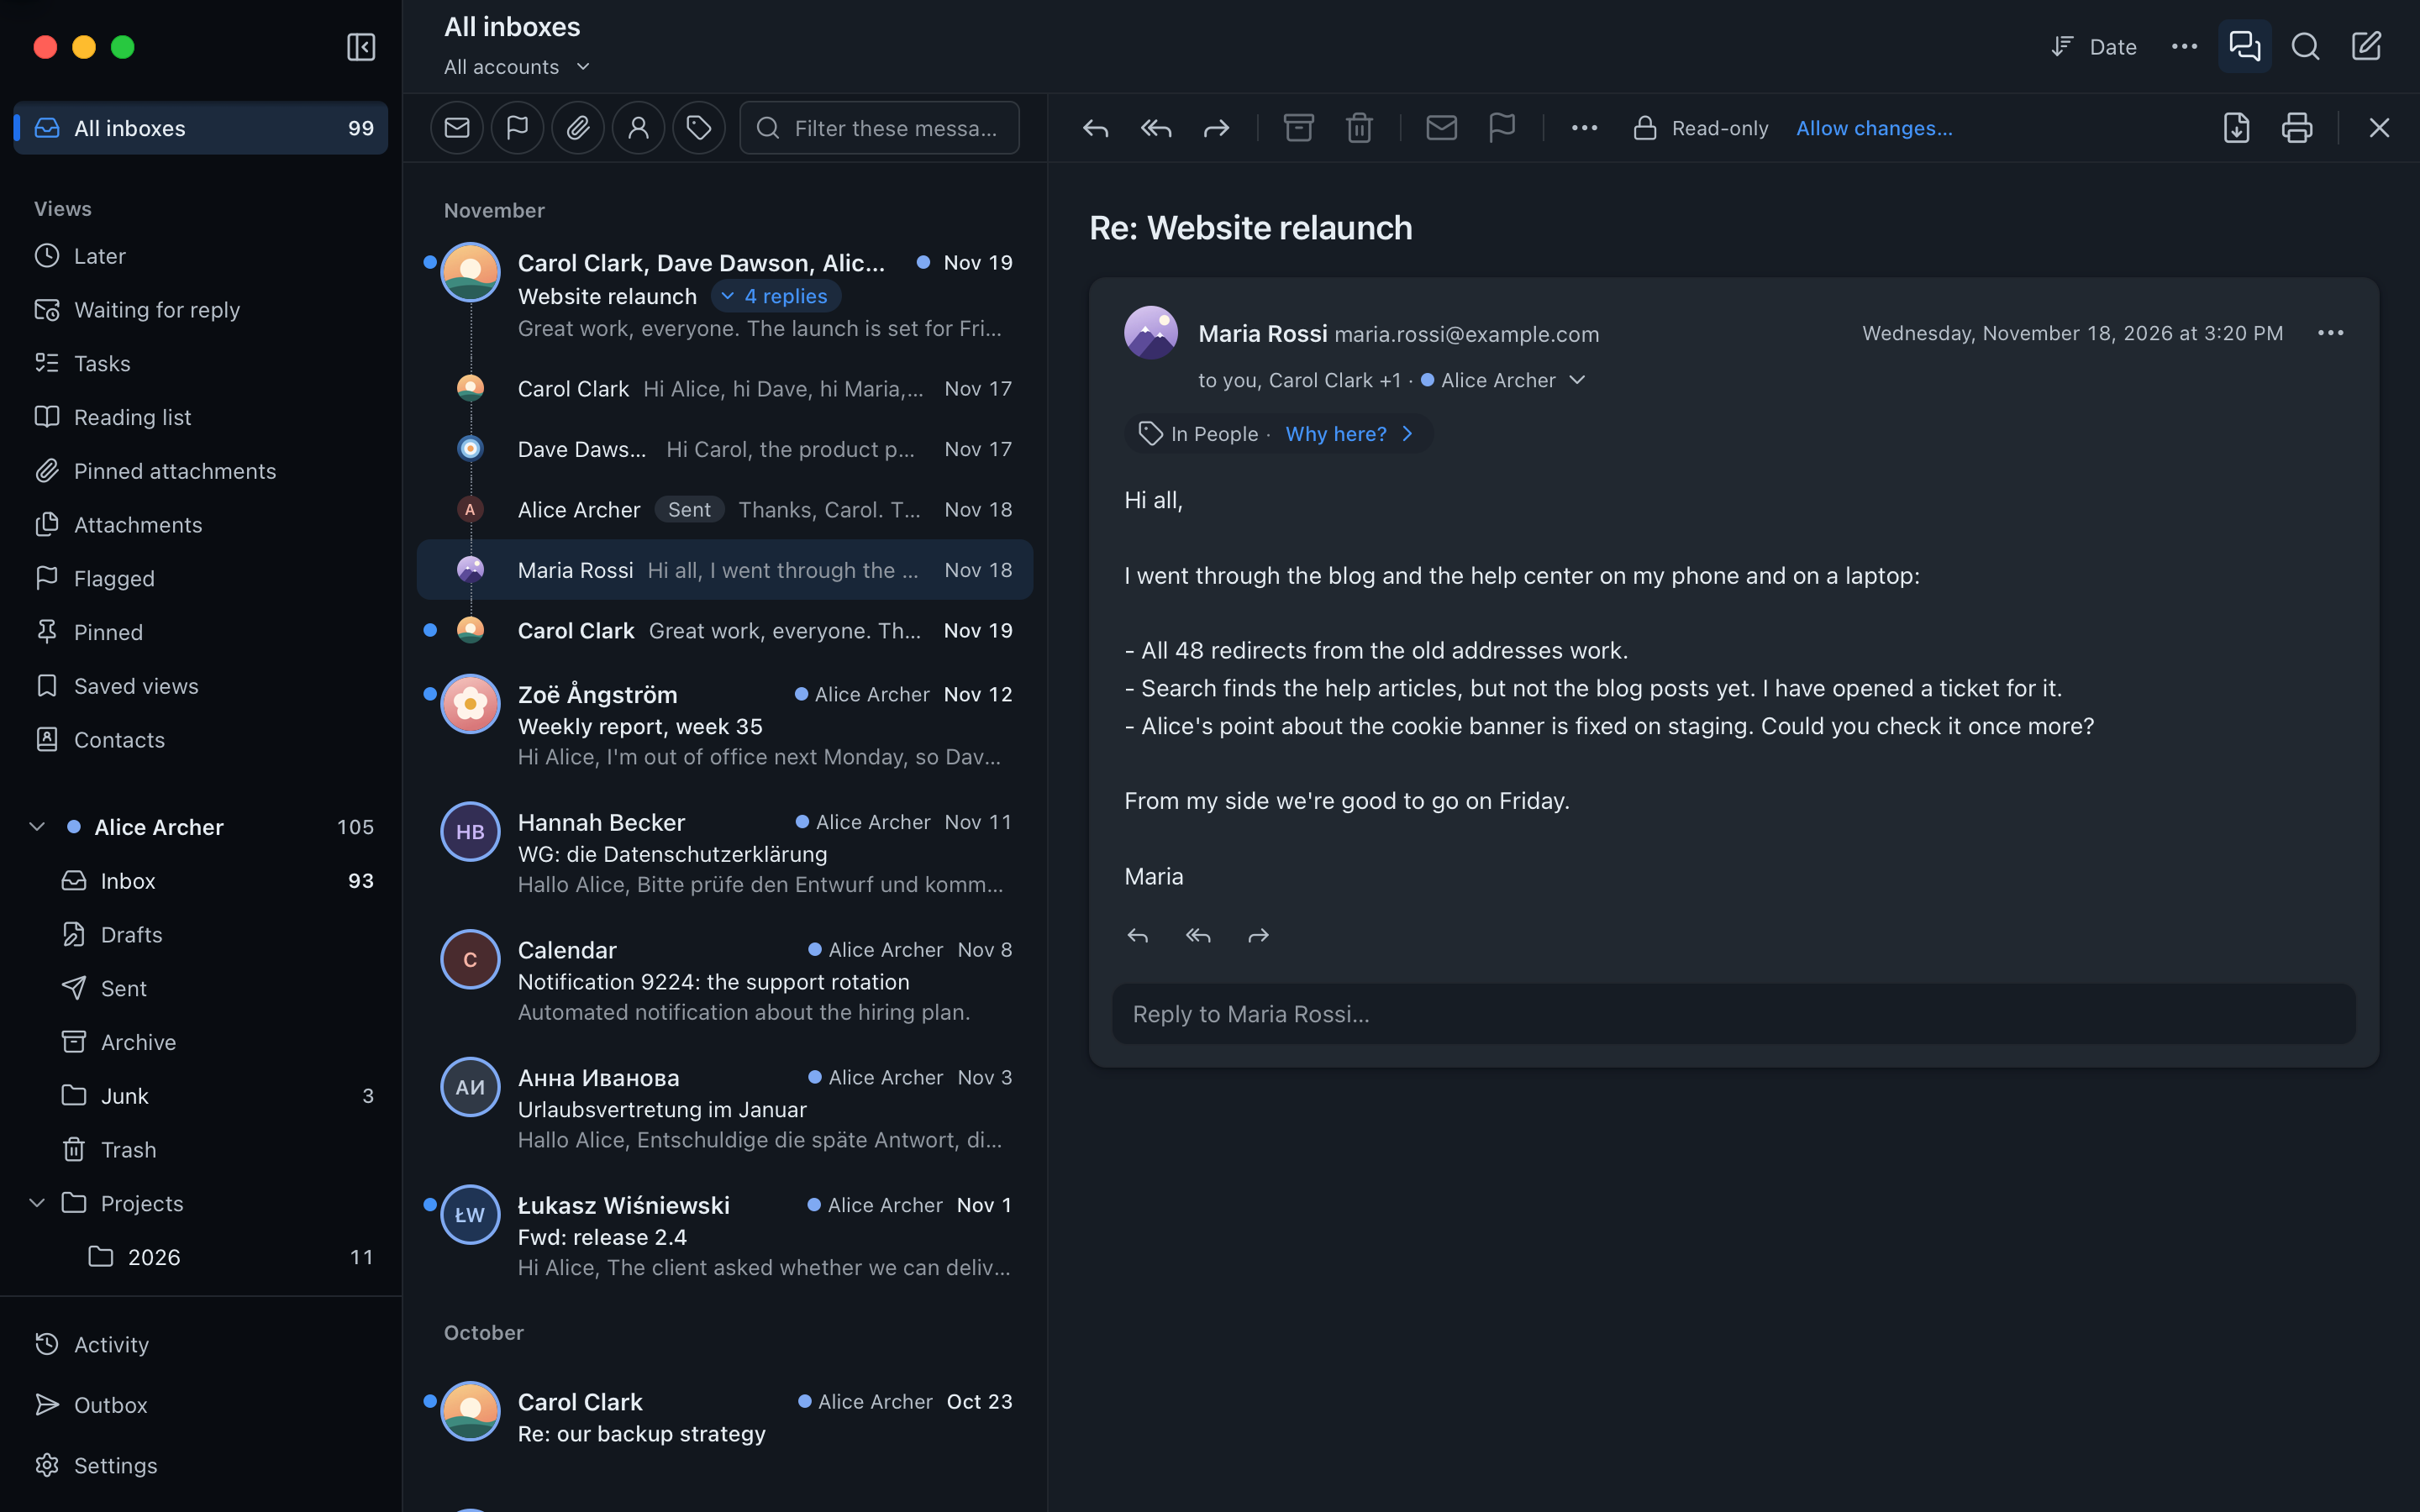 All inboxes 99
Views
Later
Waiting for reply
Tasks
Reading list
Pinned attachments
Attachments
Flagged
Pinned
Saved views
Contacts
Alice Archer 105
Inbox 93
Drafts
Sent
Archive
Junk 3
Trash
Projects
2026 11
Activity
Outbox
Settings
All inboxes
All accounts
Date
Filter these messa...
November
Carol Clark, Dave Dawson, Alic... Nov 19
Website relaunch 4 replies
Great work, everyone. The launch is set for Fri...
Carol Clark Hi Alice, hi Dave, hi Maria,... Nov 17
Dave Daws... Hi Carol, the product p... Nov 17
A Alice Archer Sent Thanks, Carol. T... Nov 18
Maria Rossi Hi all, I went through the ... Nov 18
Carol Clark Great work, everyone. Th... Nov 19
Zoë Ångström Alice Archer Nov 12
Weekly report, week 35
Hi Alice, I'm out of office next Monday, so Dav...
HB Hannah Becker Alice Archer Nov 11
WG: die Datenschutzerklärung
Hallo Alice, Bitte prüfe den Entwurf und komm...
C Calendar Alice Archer Nov 8
Notification 9224: the support rotation
Automated notification about the hiring plan.
АИ Анна Иванова Alice Archer Nov 3
Urlaubsvertretung im Januar
Hallo Alice, Entschuldige die späte Antwort, di...
ŁW Łukasz Wiśniewski Alice Archer Nov 1
Fwd: release 2.4
Hi Alice, The client asked whether we can deliv...
October
Carol Clark Alice Archer Oct 23
Re: our backup strategy
Read-only Allow changes...
Re: Website relaunch
Maria Rossi maria.rossi@example.com Wednesday, November 18, 2026 at 3:20 PM
to you, Carol Clark +1 · Alice Archer
In People · Why here?
Hi all,
I went through the blog and the help center on my phone and on a laptop:
- All 48 redirects from the old addresses work.
- Search finds the help articles, but not the blog posts yet. I have opened a ticket for it.
- Alice's point about the cookie banner is fixed on staging. Could you check it once more?
From my side we're good to go on Friday.
Maria
Reply to Maria Rossi...